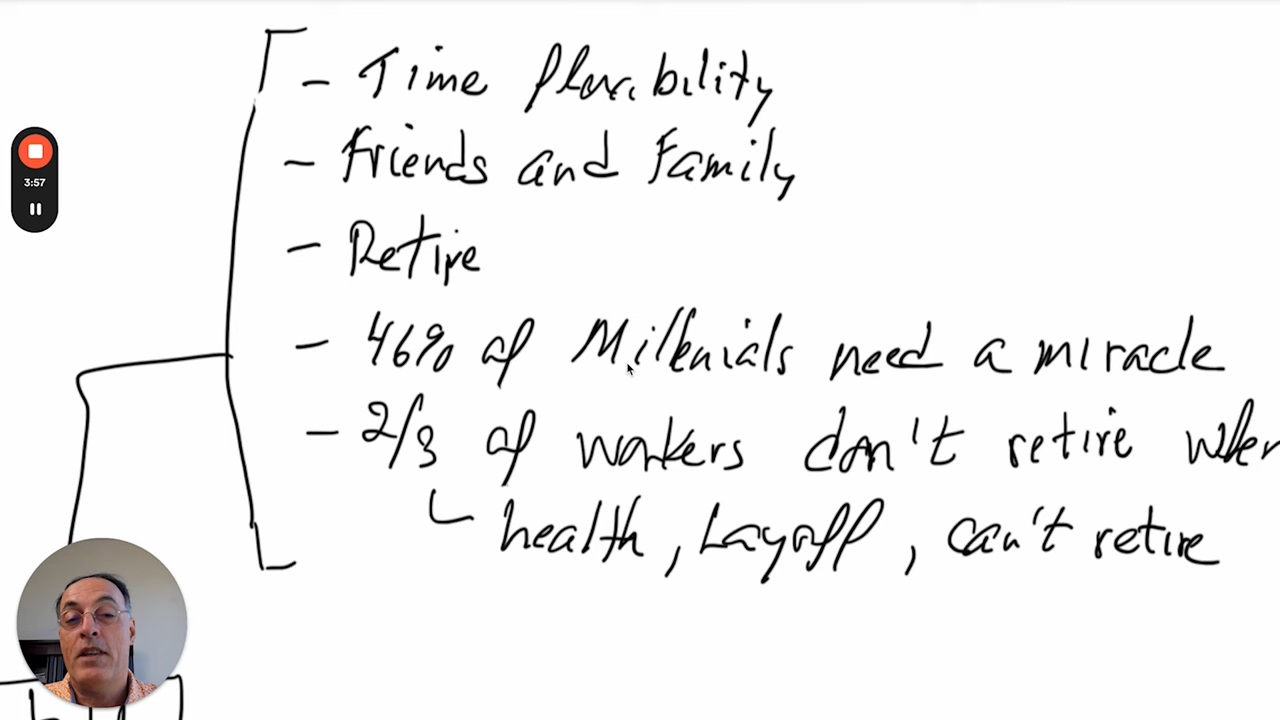 - Time flexibility
- Friends and Family
- Retire
3:57
- 46% of Millenials need a miracle
- 2/3 of workers don't retire when
health, Layoff, can't retire